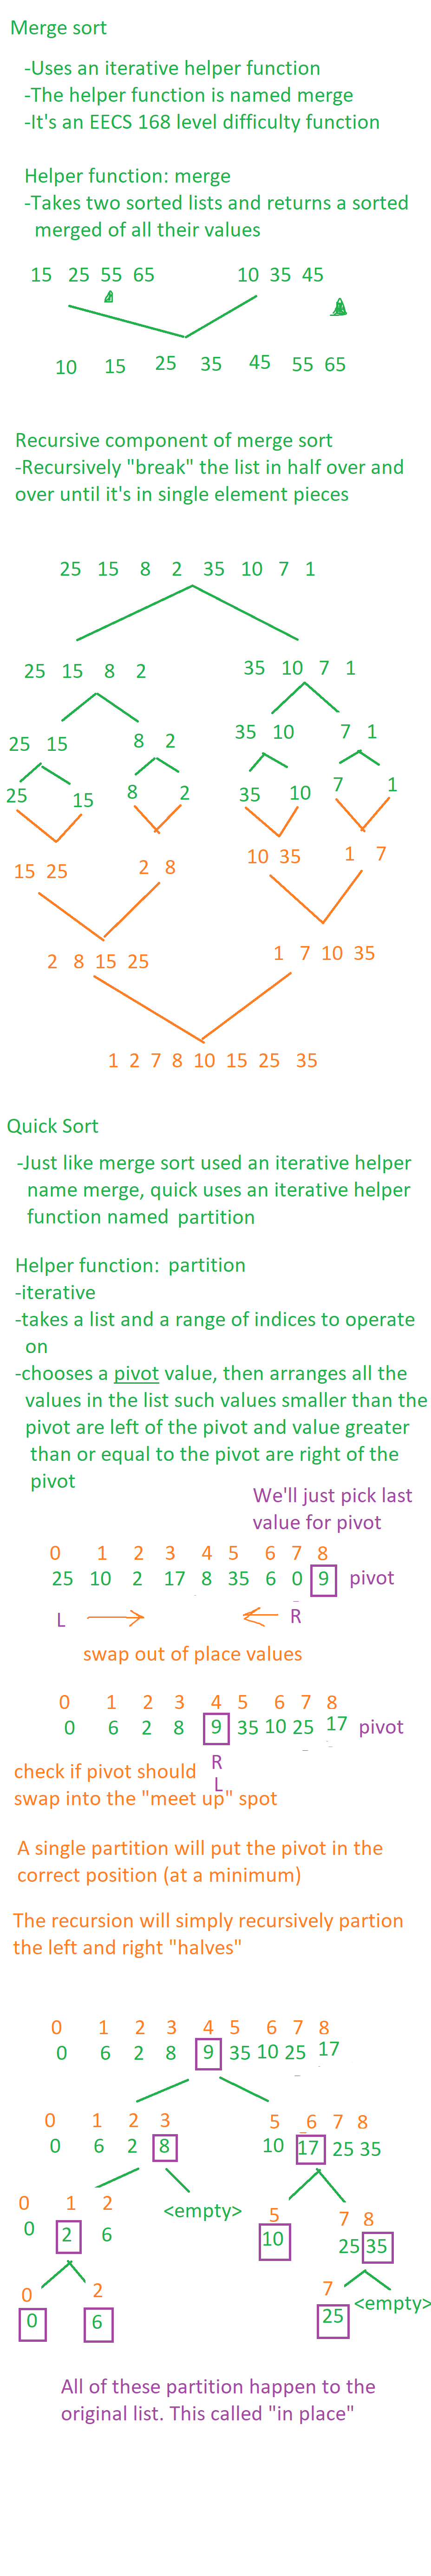 Merge sort
-Uses an iterative helper function
-The helper function is named merge
-It's an EECS 168 level difficulty function
Helper function: merge
-Takes two sorted lists and returns a sorted
merged of all their values
15 25 55 65 10 35 45
10 15 25 35 45 55 65
Recursive component of merge sort
-Recursively "break" the list in half over and
over until it's in single element pieces
25 15 8 2 35 10 7 1
25 15 8 2 35 10 7 1
25 15 8 2 35 10 7 1
25 15 8 2 35 10 7 1
15 25 2 8 10 35 1 7
2 8 15 25 1 7 10 35
1 2 7 8 10 15 25 35
Quick Sort
-Just like merge sort used an iterative helper
name merge, quick uses an iterative helper
function named partition
Helper function: partition
-iterative
-takes a list and a range of indices to operate
on
-chooses a pivot value, then arranges all the
values in the list such values smaller than the
pivot are left of the pivot and value greater
than or equal to the pivot are right of the
pivot
We'll just pick last
value for pivot
0 1 2 3 4 5 6 7 8
25 10 2 17 8 35 6 0 9 pivot
L R
swap out of place values
0 1 2 3 4 5 6 7 8
0 6 2 8 9 35 10 25 17 pivot
R
L
check if pivot should
swap into the "meet up" spot
A single partition will put the pivot in the
correct position (at a minimum)
The recursion will simply recursively partion
the left and right "halves"
0 1 2 3 4 5 6 7 8
0 6 2 8 9 35 10 25 17
0 1 2 3 5 6 7 8
0 6 2 8 10 17 25 35
0 1 2 <empty> 5 7 8
0 2 6 10 25 35
0 2 7 <empty>
0 6 25
All of these partition happen to the
original list. This called "in place"